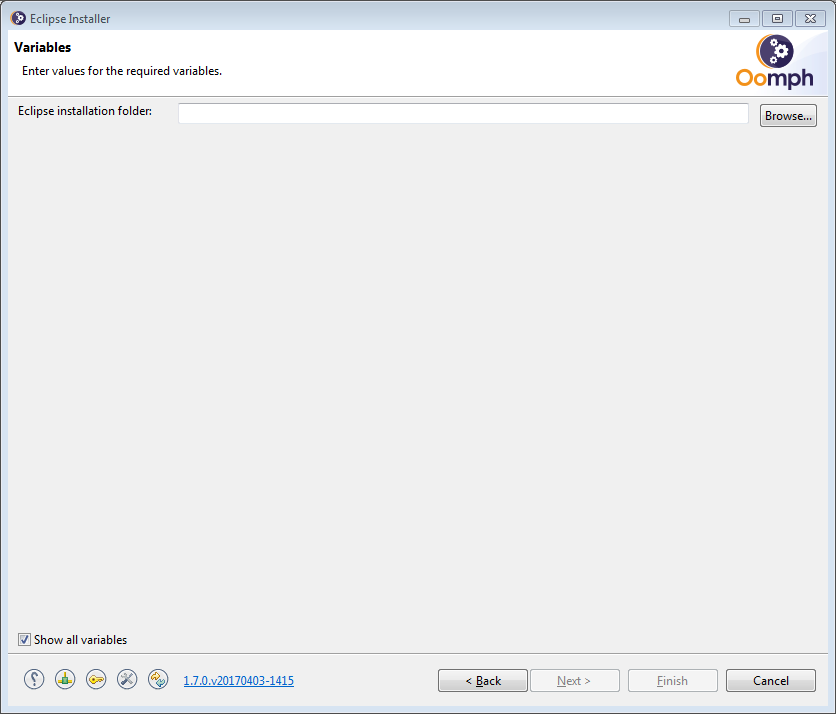 Eclipse Installer
Variables
Enter values for the required variables.
Oomph
Eclipse installation folder:
Browse...
Show all variables
1.7.0.v20170403-1415
< Back
Next >
Finish
Cancel